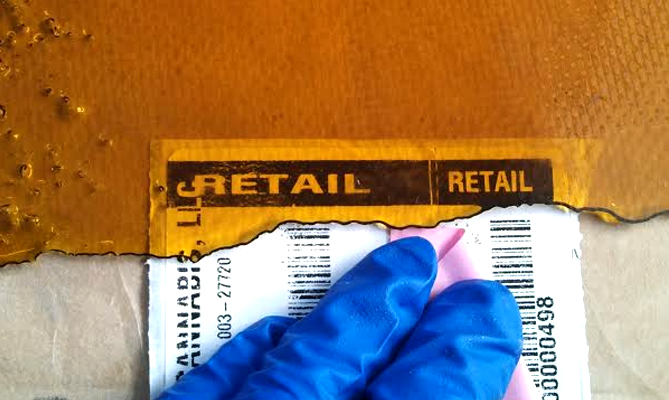 RETAIL RETAIL
CANNABIS, LLC
003-27720
00000498